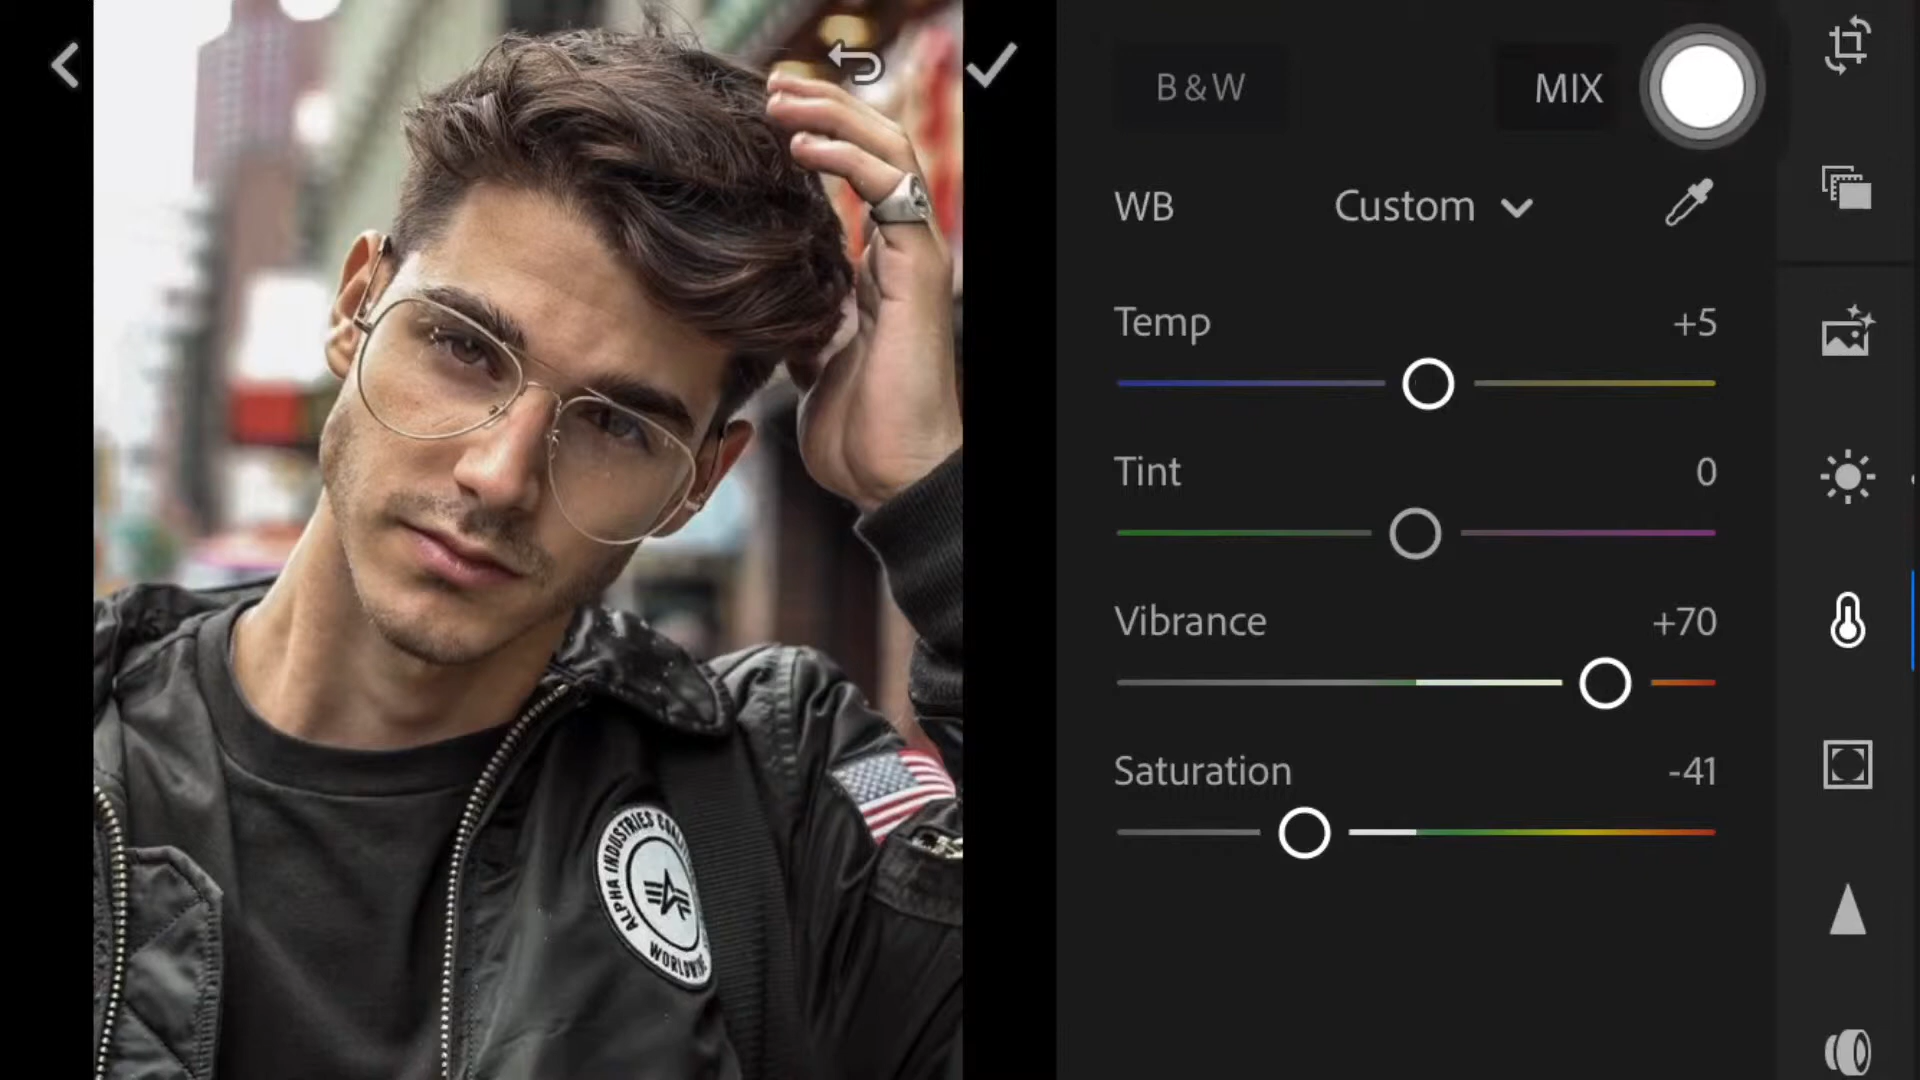 B&W
MIX
WB
Custom
Temp
+5
Tint
0
Vibrance
+70
Saturation
-41
ALPHA INDUSTRIES
WORLDWIDE